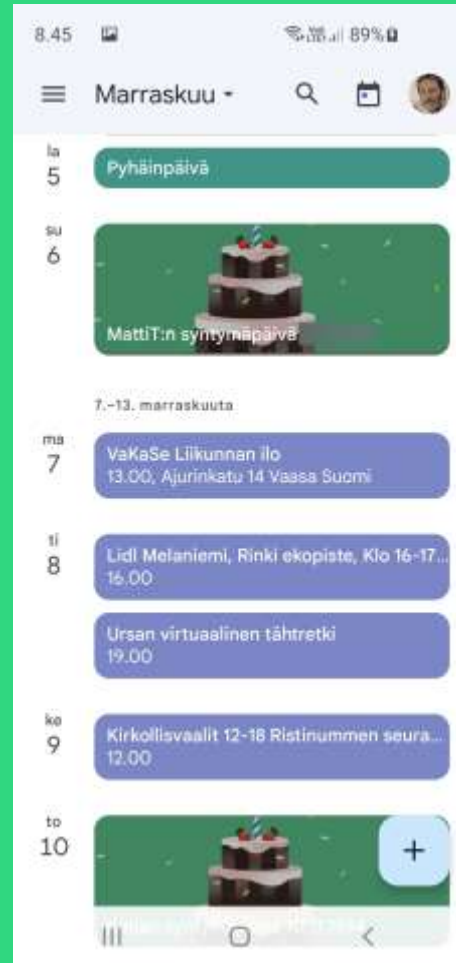 8.45 89%
Marraskuu
la
5
Pyhäinpäivä
su
6
MattiT:n syntymäpäivä
7.–13. marraskuuta
ma
7
VaKaSe Liikunnan ilo
13.00, Ajurinkatu 14 Vaasa Suomi
ti
8
Lidl Melaniemi, Rinki ekopiste, Klo 16-17...
16.00
Ursan virtuaalinen tähtretki
19.00
ke
9
Kirkollisvaalit 12-18 Ristinummen seura...
12.00
to
10
+